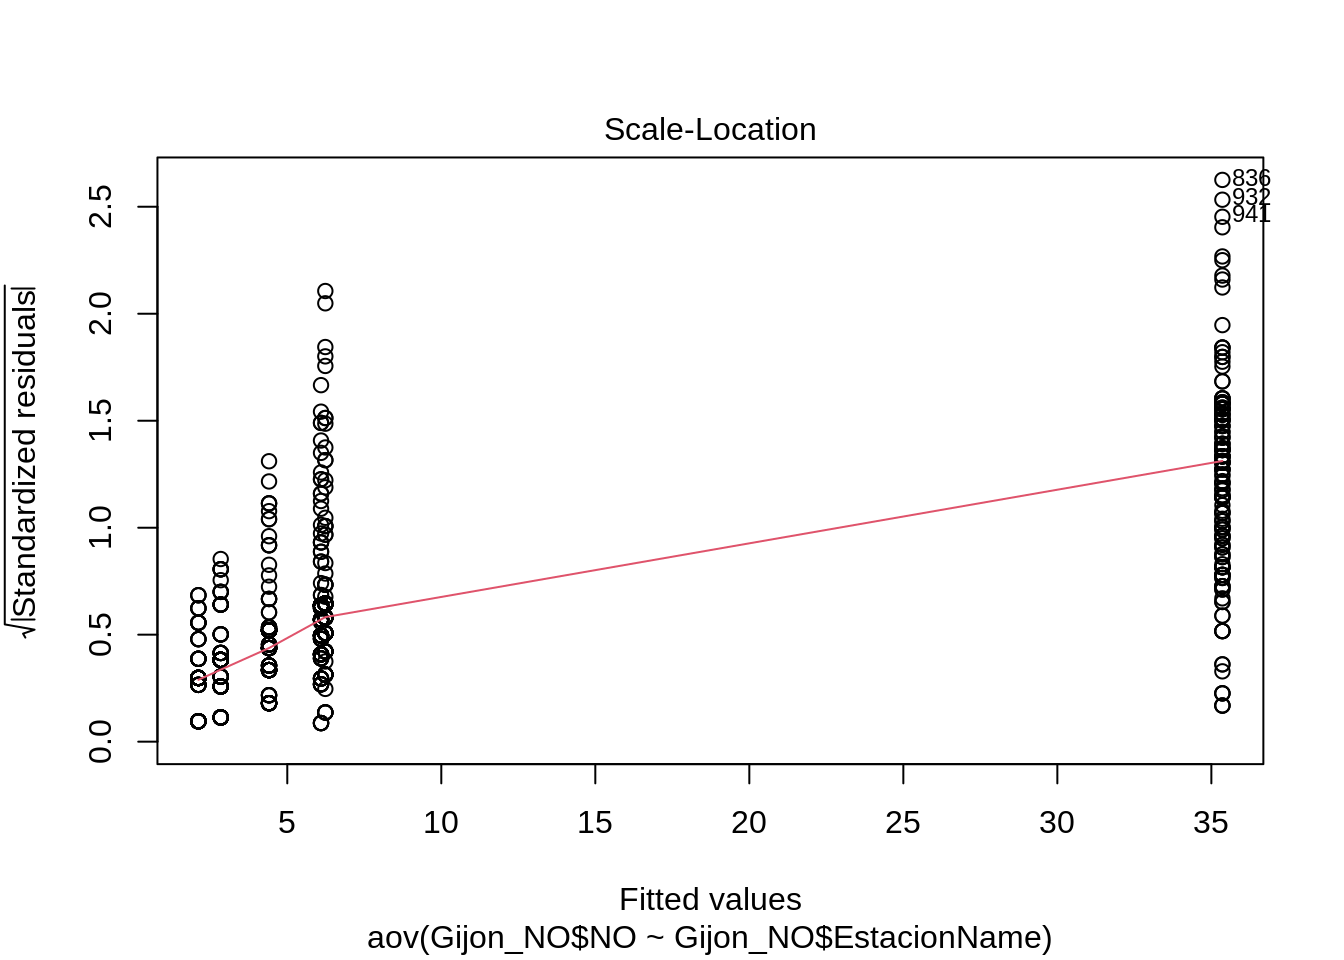 Scale-Location
√|Standardized residuals|
2.5
2.0
1.5
1.0
0.5
0.0
836
932
941
5 10 15 20 25 30 35
Fitted values
aov(Gijon_NO$NO ~ Gijon_NO$EstacionName)